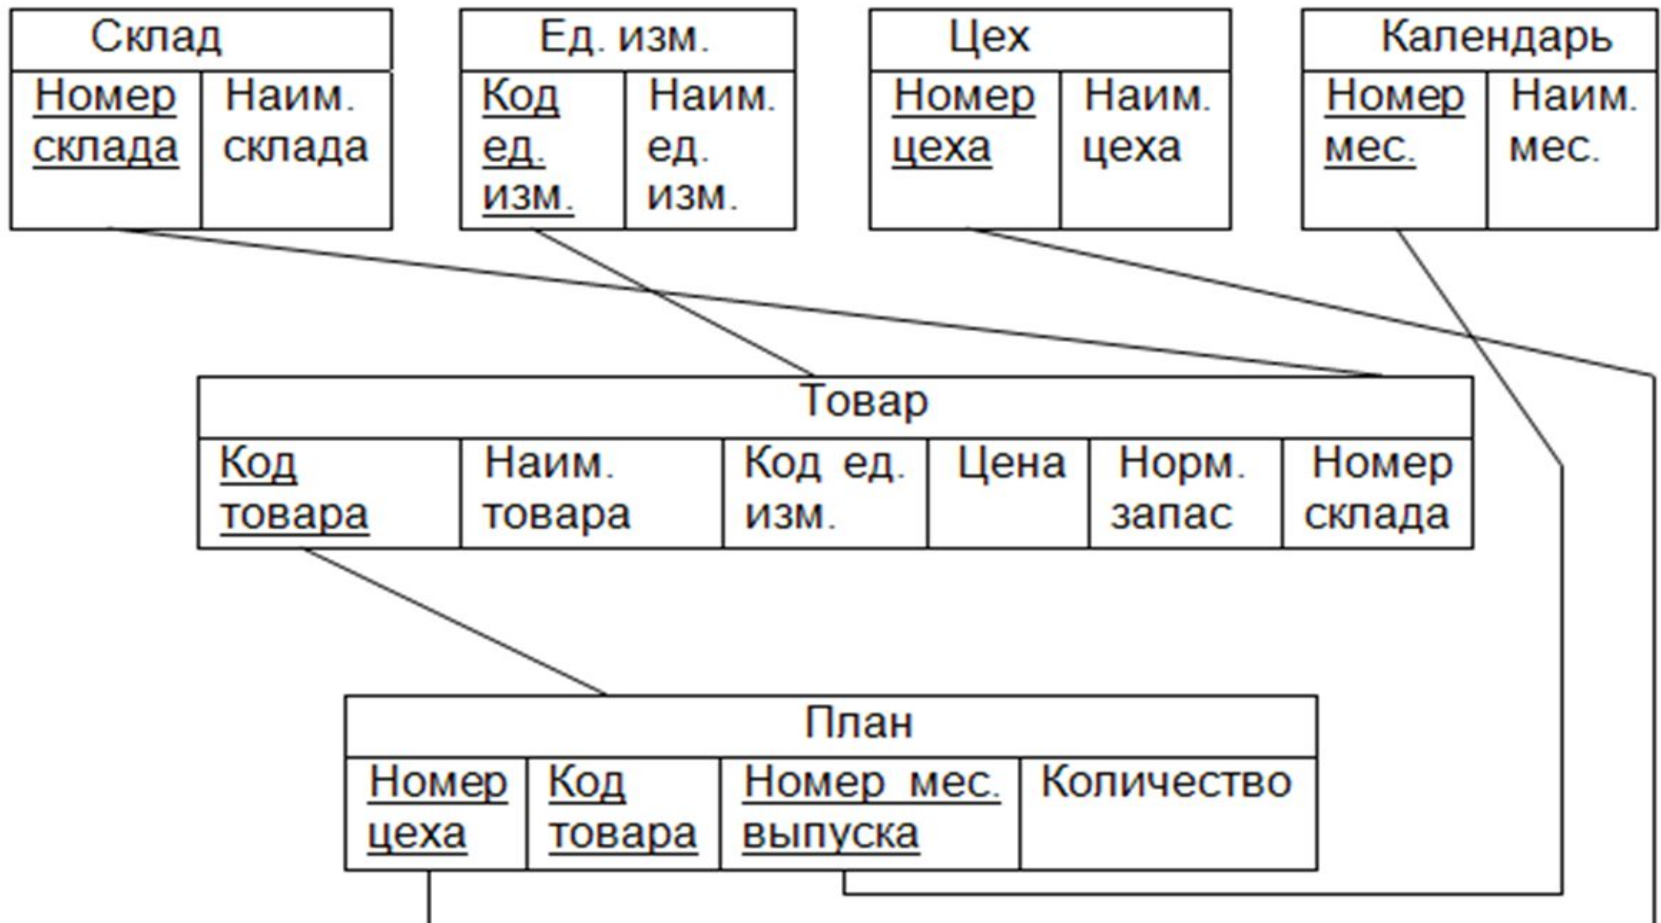 Склад
Номер
склада
Наим.
склада
Ед. изм.
Код
ед.
изм.
Наим.
ед.
изм.
Цех
Номер
цеха
Наим.
цеха
Календарь
Номер
мес.
Наим.
мес.
Товар
Код
товара
Наим.
товара
Код ед.
изм.
Цена
Норм.
запас
Номер
склада
План
Номер
цеха
Код
товара
Номер мес.
выпуска
Количество